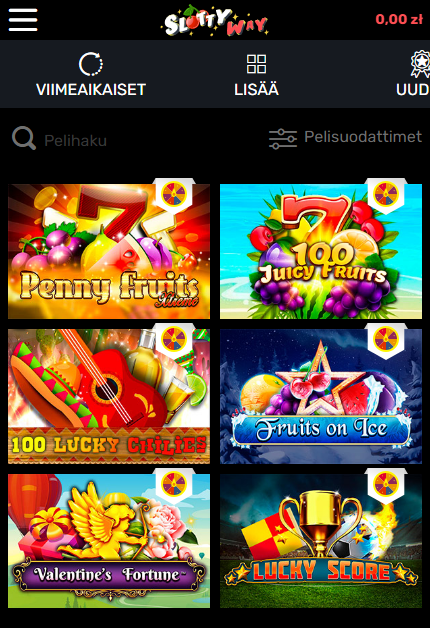 SLOTTY WAY
0,00 zł
VIIMEAIKAISET
LISÄÄ
UUD
Pelihaku
Pelisuodattimet
Penny Fruits
Xtreme
100
JUICY FRUITS
100 LUCKY CHILIES
Fruits on Ice
Valentine's Fortune
LUCKY SCORE